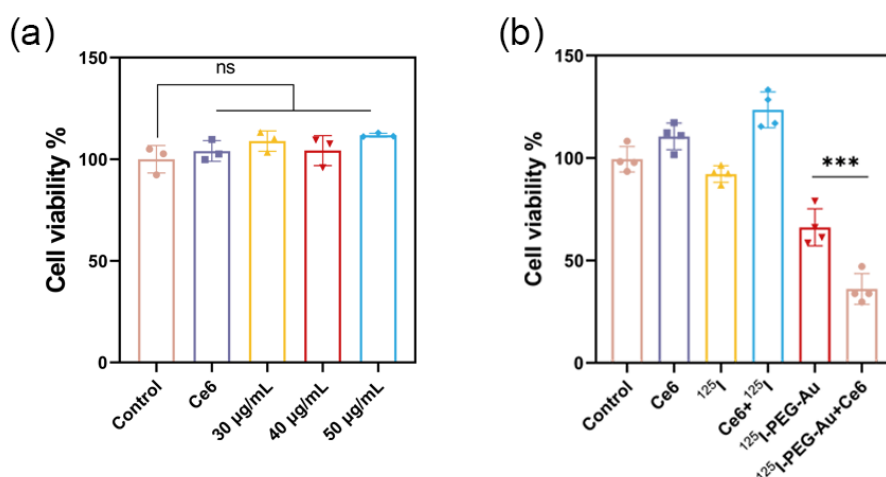 (a)
Cell viability %
150
100
50
0
ns
Control
Ce6
30 µg/mL
40 µg/mL
50 µg/mL
(b)
Cell viability %
150
100
50
0
***
Control
Ce6
¹²⁵I
Ce6+ ¹²⁵I
¹²⁵I-PEG-Au
¹²⁵I-PEG-Au+Ce6